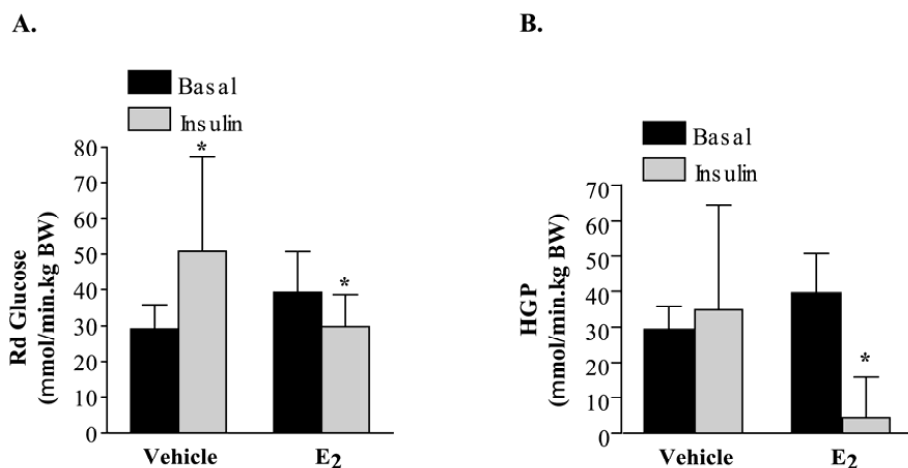 A.
Basal
Insulin
80
70
60
50
40
30
20
10
0
Rd Glucose
(mmol/min.kg BW)
*
*
Vehicle
E2
B.
Basal
Insulin
70
60
50
40
30
20
10
0
HGP
(mmol/min.kg BW)
*
Vehicle
E2